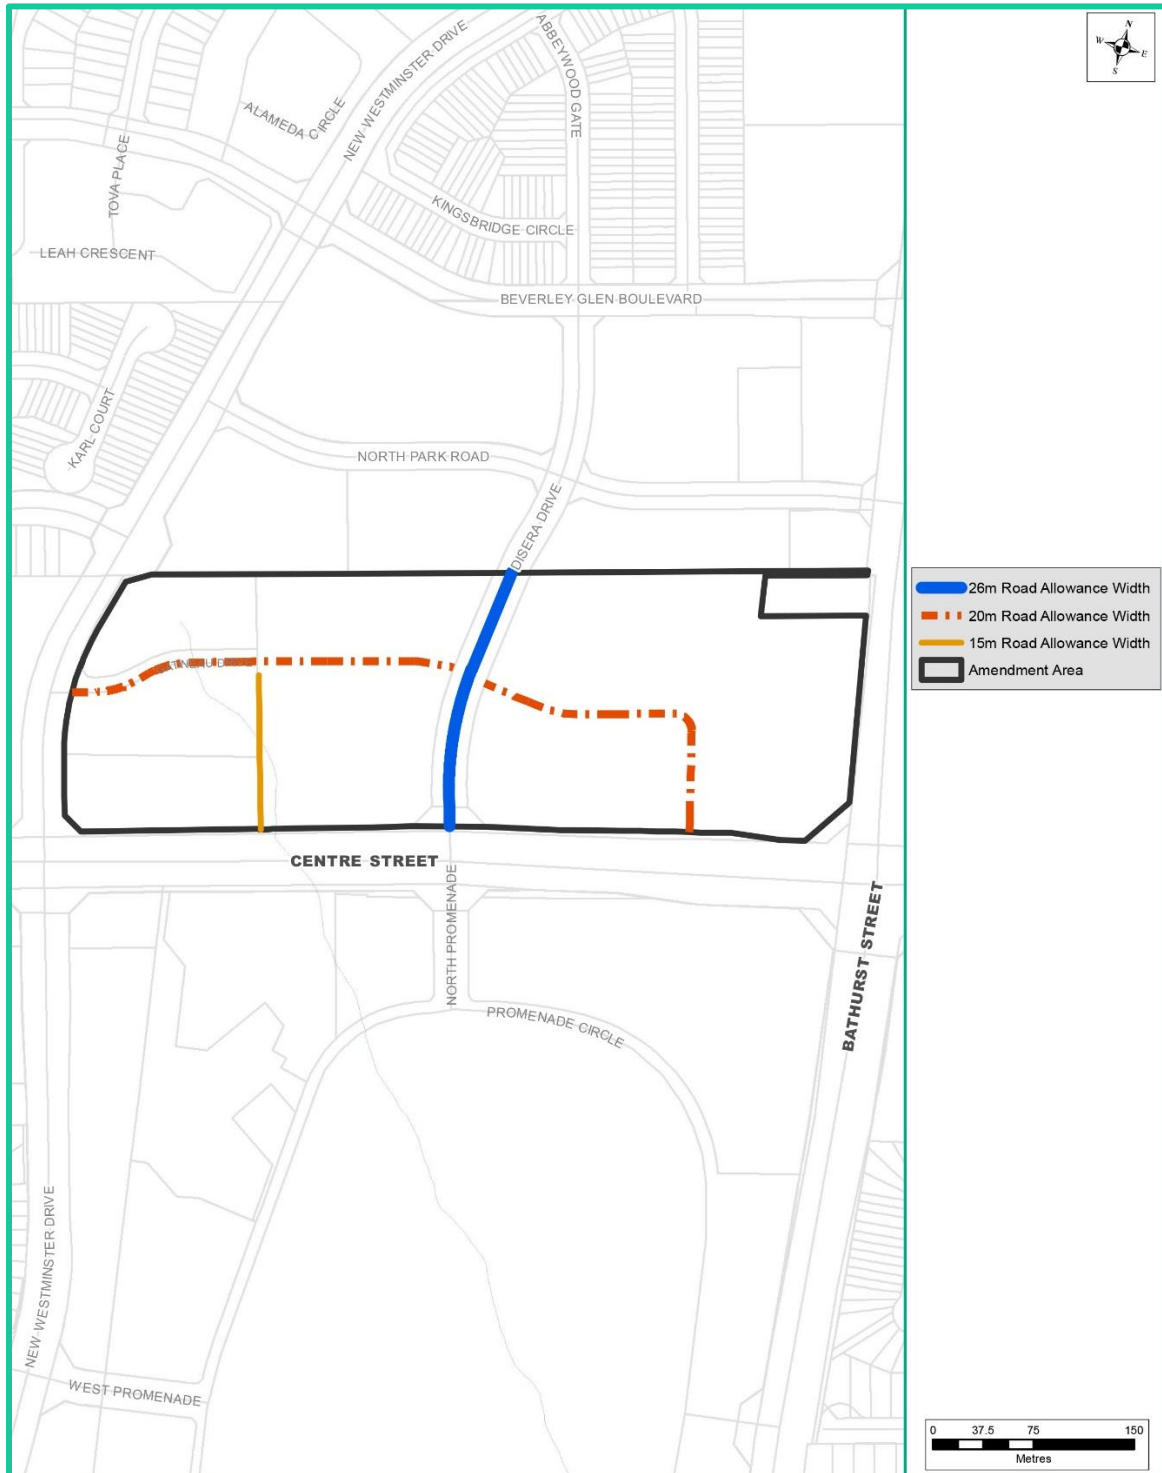 N
W
E
S
ABBEYWOOD GATE
NEW WESTMINSTER DRIVE
ALAMEDA CIRCLE
TOVA PLACE
KINGSBRIDGE CIRCLE
LEAH CRESCENT
BEVERLEY GLEN BOULEVARD
KARL COURT
NORTH PARK ROAD
DISERA DRIVE
26m Road Allowance Width
20m Road Allowance Width
15m Road Allowance Width
Amendment Area
CENTRE STREET
NORTH PROMENADE
BATHURST STREET
PROMENADE CIRCLE
NEW WESTMINSTER DRIVE
WEST PROMENADE
0 37.5 75 150
Metres